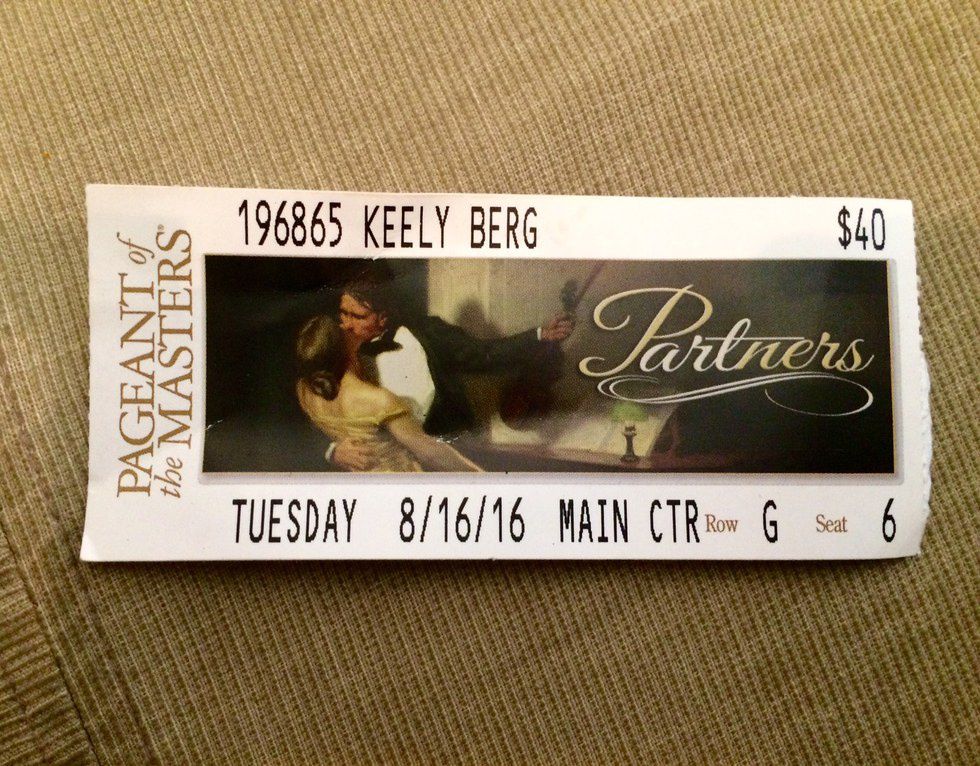 PAGEANT of
the MASTERS®
196865 KEELY BERG $40
Partners
TUESDAY 8/16/16 MAIN CTR Row G Seat 6